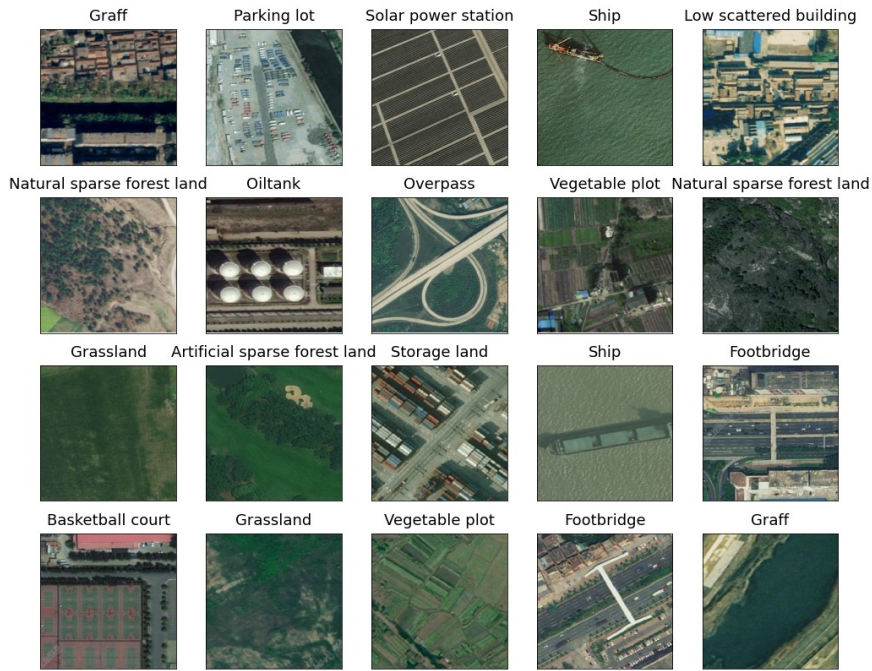 Graff
Parking lot
Solar power station
Ship
Low scattered building
Natural sparse forest land
Oiltank
Overpass
Vegetable plot
Natural sparse forest land
Grassland
Artificial sparse forest land
Storage land
Ship
Footbridge
Basketball court
Grassland
Vegetable plot
Footbridge
Graff